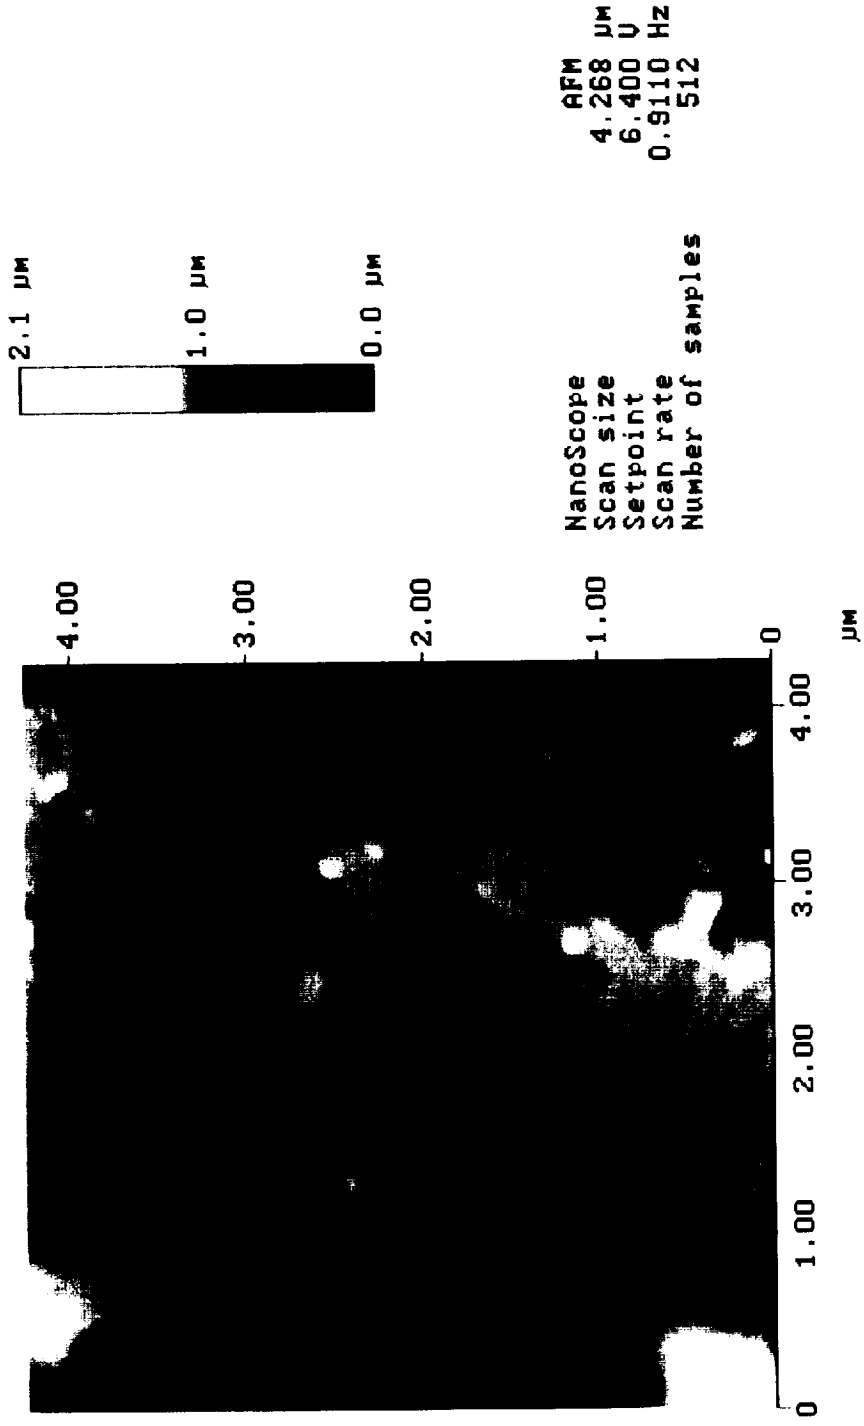 2.1 µm
1.0 µm
0.0 µm
NanoScope AFM
Scan size 4.268 µm
Setpoint 6.400 V
Scan rate 0.9110 Hz
Number of samples 512
4.00
3.00
2.00
1.00
0
µm
0 1.00 2.00 3.00 4.00